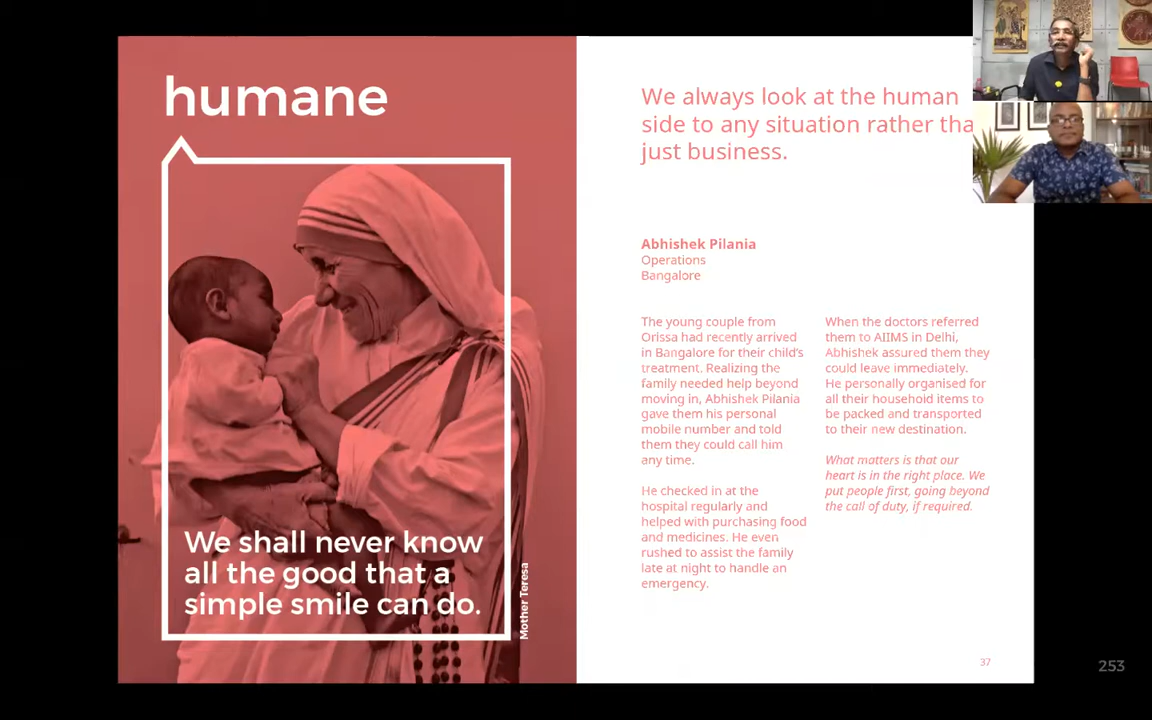 humane
We shall never know
all the good that a
simple smile can do.
Mother Teresa
We always look at the human
side to any situation rather tha
just business.
Abhishek Pilania
Operations
Bangalore
The young couple from
Orissa had recently arrived
in Bangalore for their child's
treatment. Realizing the
family needed help beyond
moving in, Abhishek Pilania
gave them his personal
mobile number and told
them they could call him
any time.
He checked in at the
hospital regularly and
helped with purchasing food
and medicines. He even
rushed to assist the family
late at night to handle an
emergency.
When the doctors referred
them to AIIMS in Delhi,
Abhishek assured them they
could leave immediately.
He personally organised for
all their household items to
be packed and transported
to their new destination.
What matters is that our
heart is in the right place. We
put people first, going beyond
the call of duty, if required.
37
253